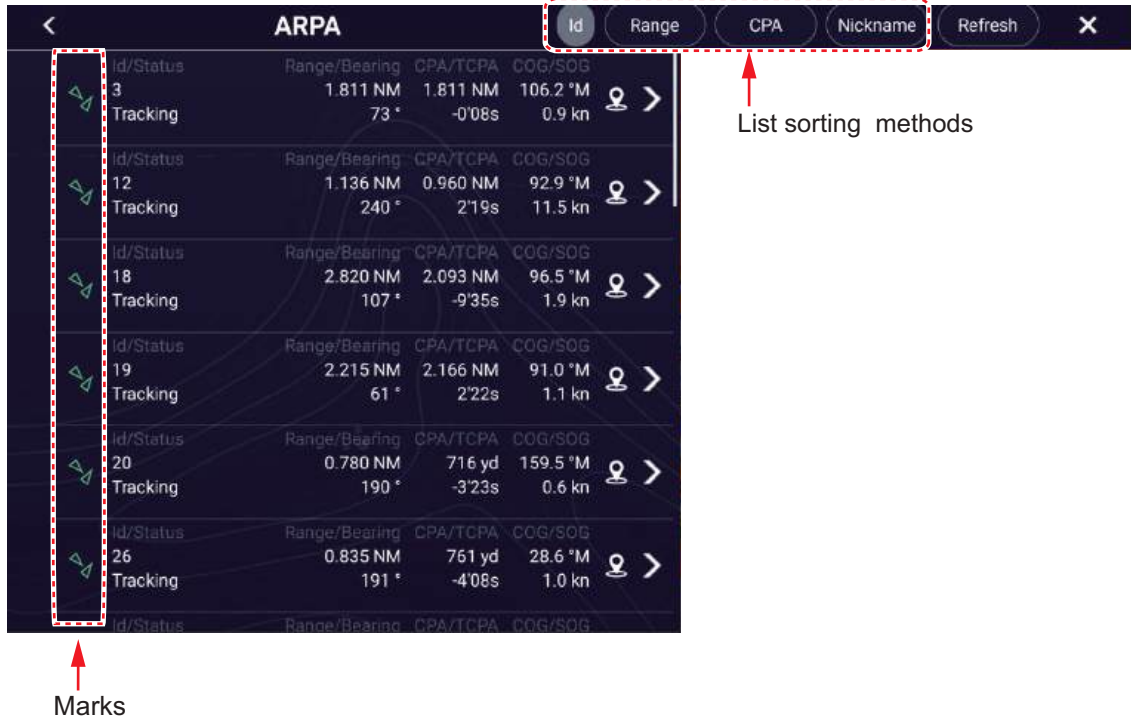 ARPA Id Range CPA Nickname Refresh
List sorting methods
Id/Status Range/Bearing CPA/TCPA COG/SOG
3 1.811 NM 1.811 NM 106.2 °M
Tracking 73 ° -0'08s 0.9 kn
Id/Status Range/Bearing CPA/TCPA COG/SOG
12 1.136 NM 0.960 NM 92.9 °M
Tracking 240 ° 2'19s 11.5 kn
Id/Status Range/Bearing CPA/TCPA COG/SOG
18 2.820 NM 2.093 NM 96.5 °M
Tracking 107 ° -9'35s 1.9 kn
Id/Status Range/Bearing CPA/TCPA COG/SOG
19 2.215 NM 2.166 NM 91.0 °M
Tracking 61 ° 2'22s 1.1 kn
Id/Status Range/Bearing CPA/TCPA COG/SOG
20 0.780 NM 716 yd 159.5 °M
Tracking 190 ° -3'23s 0.6 kn
Id/Status Range/Bearing CPA/TCPA COG/SOG
26 0.835 NM 761 yd 28.6 °M
Tracking 191 ° -4'08s 1.0 kn
Id/Status Range/Bearing CPA/TCPA COG/SOG
Marks